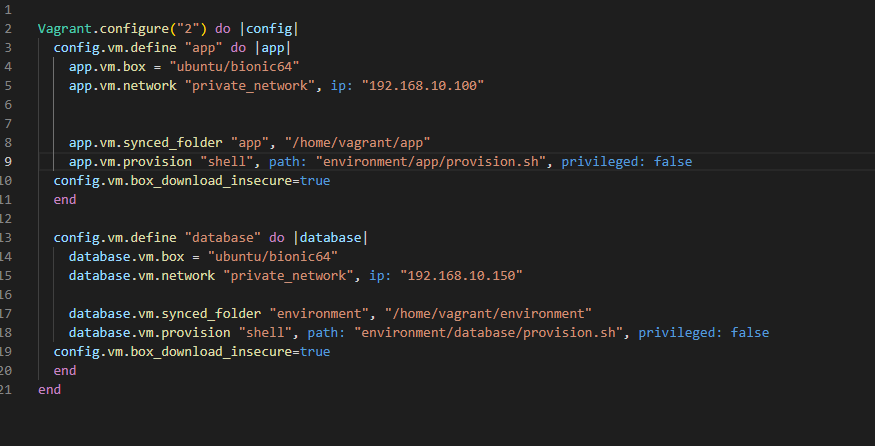 1
2 Vagrant.configure("2") do |config|
3   config.vm.define "app" do |app|
4     app.vm.box = "ubuntu/bionic64"
5     app.vm.network "private_network", ip: "192.168.10.100"
6
7
8     app.vm.synced_folder "app", "/home/vagrant/app"
9     app.vm.provision "shell", path: "environment/app/provision.sh", privileged: false
10   config.vm.box_download_insecure=true
11   end
12
13   config.vm.define "database" do |database|
14     database.vm.box = "ubuntu/bionic64"
15     database.vm.network "private_network", ip: "192.168.10.150"
16
17     database.vm.synced_folder "environment", "/home/vagrant/environment"
18     database.vm.provision "shell", path: "environment/database/provision.sh", privileged: false
19   config.vm.box_download_insecure=true
20   end
21 end